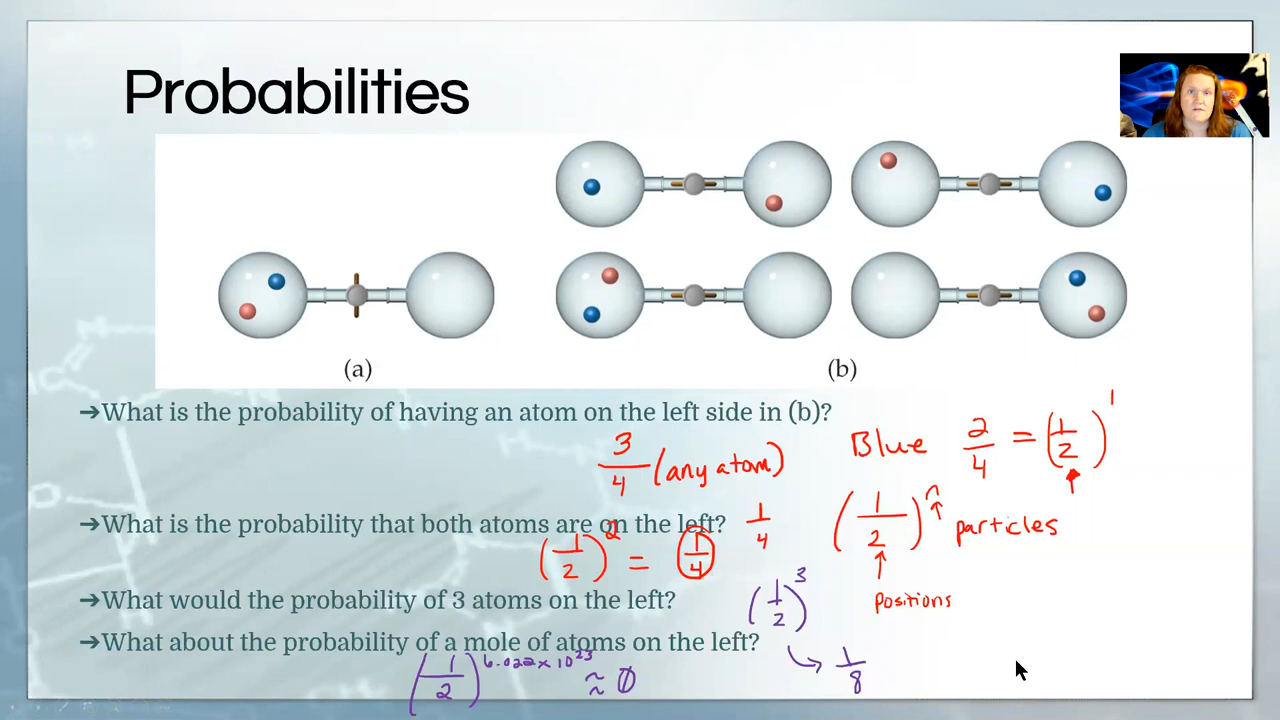 Probabilities
(a)
(b)
➔What is the probability of having an atom on the left side in (b)?
3/4 (any atom)
Blue 2/4 = (1/2)^1
➔What is the probability that both atoms are on the left? 1/4
(1/2)^2 = 1/4
(1/2)^n particles
positions
➔What would the probability of 3 atoms on the left? (1/2)^3
➔What about the probability of a mole of atoms on the left?
1/8
(1/2)^6.022x10^23 ≈ 0